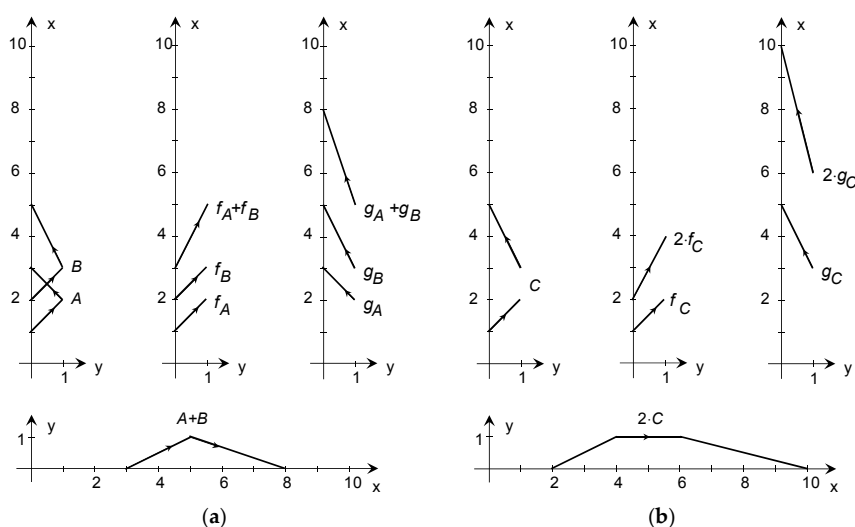 x x x x x x
10 10 10 10 10 10
8 8 8 8 8 8
6 6 6 6 6 6 2·g_C
f_A+f_B g_A+g_B
4 4 4 4 4 4 2·f_C
B f_B g_B g_C
2 A 2 f_A 2 g_A 2 C 2 f_C 2
1 y 1 y 1 y 1 y 1 y 1 y
y A+B y 2·C
1 1
2 4 6 8 10 x 2 4 6 8 10 x
(a) (b)